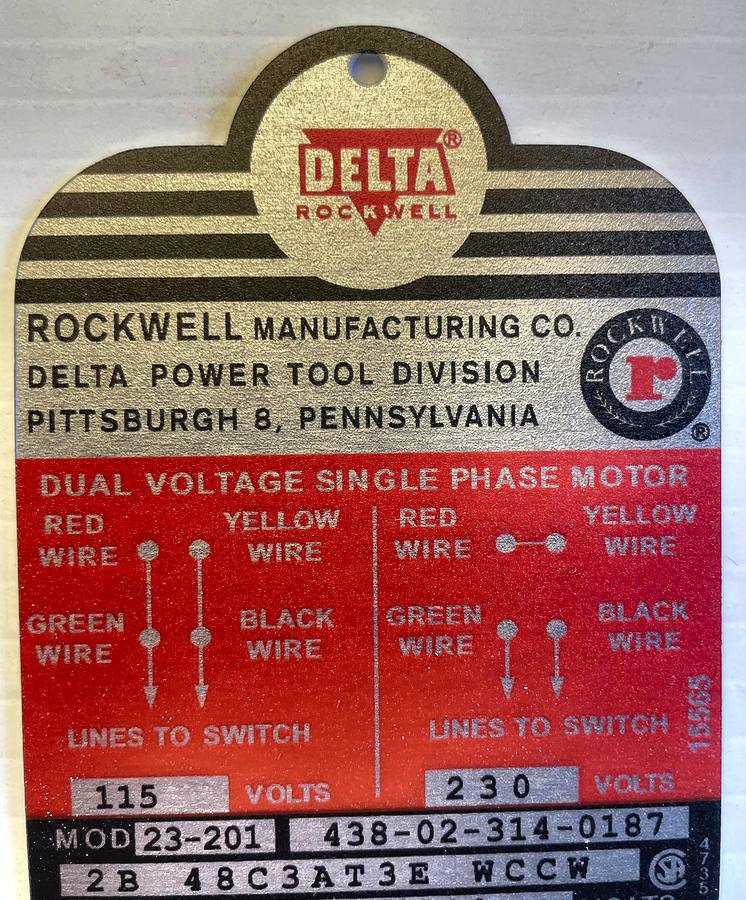 DELTA®
ROCKWELL
ROCKWELL MANUFACTURING CO.
DELTA POWER TOOL DIVISION
PITTSBURGH 8, PENNSYLVANIA
ROCKWELL
r
®
DUAL VOLTAGE SINGLE PHASE MOTOR
RED WIRE
YELLOW WIRE
GREEN WIRE
BLACK WIRE
LINES TO SWITCH
115 VOLTS
RED WIRE
YELLOW WIRE
GREEN WIRE
BLACK WIRE
LINES TO SWITCH
230 VOLTS
15565
MOD 23-201 438-02-314-0187
2B 48C3AT3E WCCW
4735